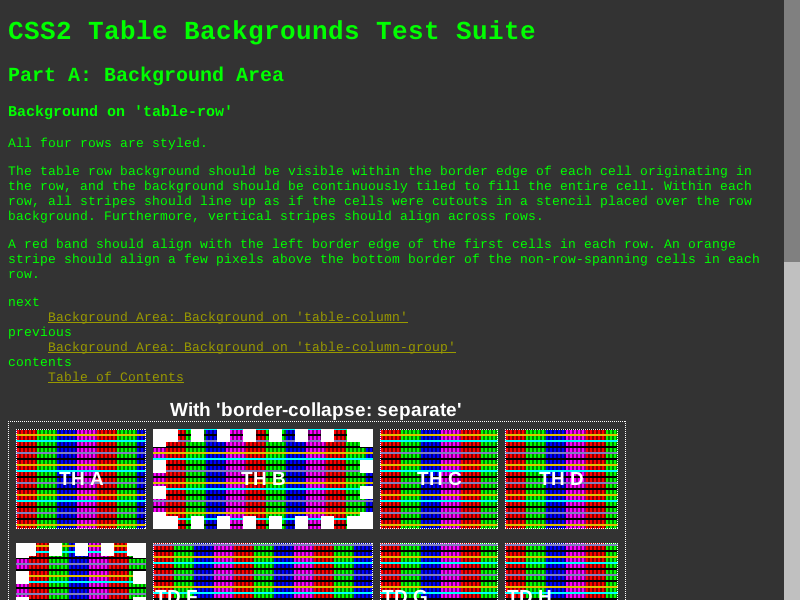 CSS2 Table Backgrounds Test Suite
Part A: Background Area
Background on 'table-row'
All four rows are styled.
The table row background should be visible within the border edge of each cell originating in
the row, and the background should be continuously tiled to fill the entire cell. Within each
row, all stripes should line up as if the cells were cutouts in a stencil placed over the row
background. Furthermore, vertical stripes should align across rows.
A red band should align with the left border edge of the first cells in each row. An orange
stripe should align a few pixels above the bottom border of the non-row-spanning cells in each
row.
next
Background Area: Background on 'table-column'
previous
Background Area: Background on 'table-column-group'
contents
Table of Contents
With 'border-collapse: separate'
TH A TH B TH C TH D
TD F TD G TD H